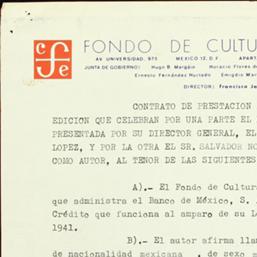 c f e
FONDO DE CULTU
AV. UNIVERSIDAD, 975 MEXICO 12, D.F. APART
JUNTA DE GOBIERNO: Hugo B. Margáin Horacio Flores de
Ernesto Fernández Hurtado Emigdio Mar
DIRECTOR: Francisco Ja
CONTRATO DE PRESTACION
EDICION QUE CELEBRAN POR UNA PARTE EL
PRESENTADA POR SU DIRECTOR GENERAL, EL
LOPEZ, Y POR LA OTRA EL SR. SALVADOR NO
COMO AUTOR, AL TENOR DE LAS SIGUIENTES
A).- El Fondo de Cultur
que administra el Banco de México, S.
Crédito que funciona al amparo de su L
1941.
B).- El autor afirma llam
de nacionalidad mexicana , de sexo